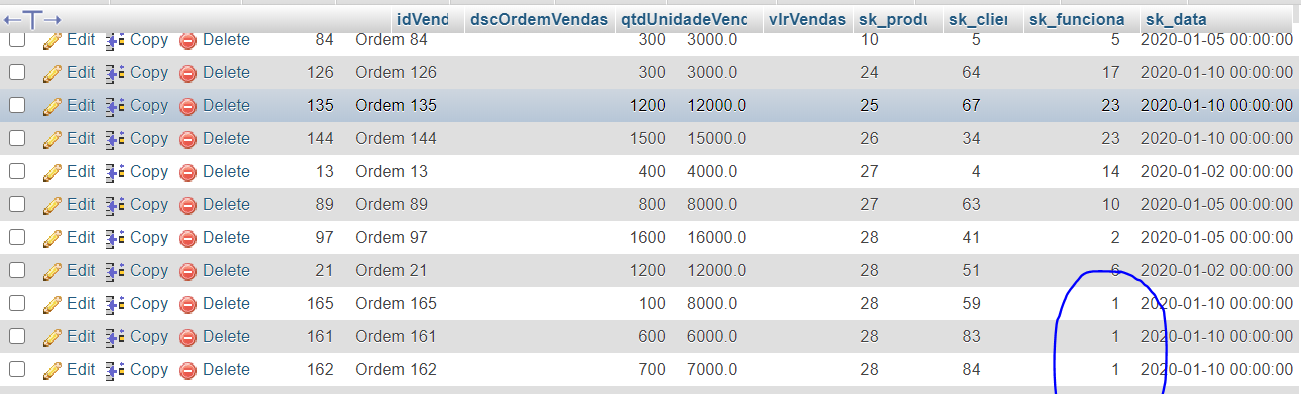 idVend dscOrdemVendas qtdUnidadeVend vlrVendas sk_produ sk_clien sk_funciona sk_data
Edit Copy Delete 84 Ordem 84 300 3000.0 10 5 5 2020-01-05 00:00:00
Edit Copy Delete 126 Ordem 126 300 3000.0 24 64 17 2020-01-10 00:00:00
Edit Copy Delete 135 Ordem 135 1200 12000.0 25 67 23 2020-01-10 00:00:00
Edit Copy Delete 144 Ordem 144 1500 15000.0 26 34 23 2020-01-10 00:00:00
Edit Copy Delete 13 Ordem 13 400 4000.0 27 4 14 2020-01-02 00:00:00
Edit Copy Delete 89 Ordem 89 800 8000.0 27 63 10 2020-01-05 00:00:00
Edit Copy Delete 97 Ordem 97 1600 16000.0 28 41 2 2020-01-05 00:00:00
Edit Copy Delete 21 Ordem 21 1200 12000.0 28 51 6 2020-01-02 00:00:00
Edit Copy Delete 165 Ordem 165 100 8000.0 28 59 1 2020-01-10 00:00:00
Edit Copy Delete 161 Ordem 161 600 6000.0 28 83 1 2020-01-10 00:00:00
Edit Copy Delete 162 Ordem 162 700 7000.0 28 84 1 2020-01-10 00:00:00